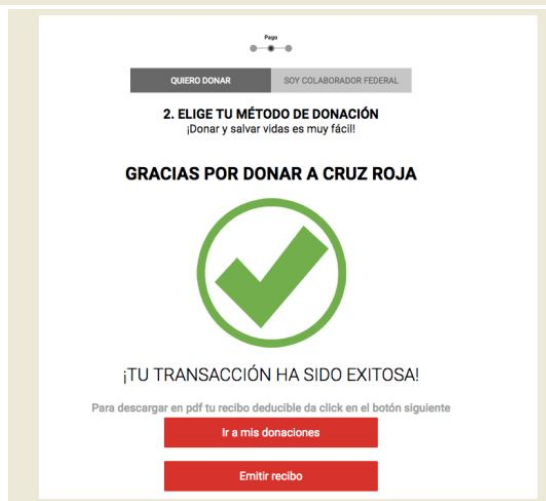 Pago
QUIERO DONAR
SOY COLABORADOR FEDERAL
2. ELIGE TU MÉTODO DE DONACIÓN
¡Donar y salvar vidas es muy fácil!
GRACIAS POR DONAR A CRUZ ROJA
¡TU TRANSACCIÓN HA SIDO EXITOSA!
Para descargar en pdf tu recibo deducible da click en el botón siguiente
Ir a mis donaciones
Emitir recibo